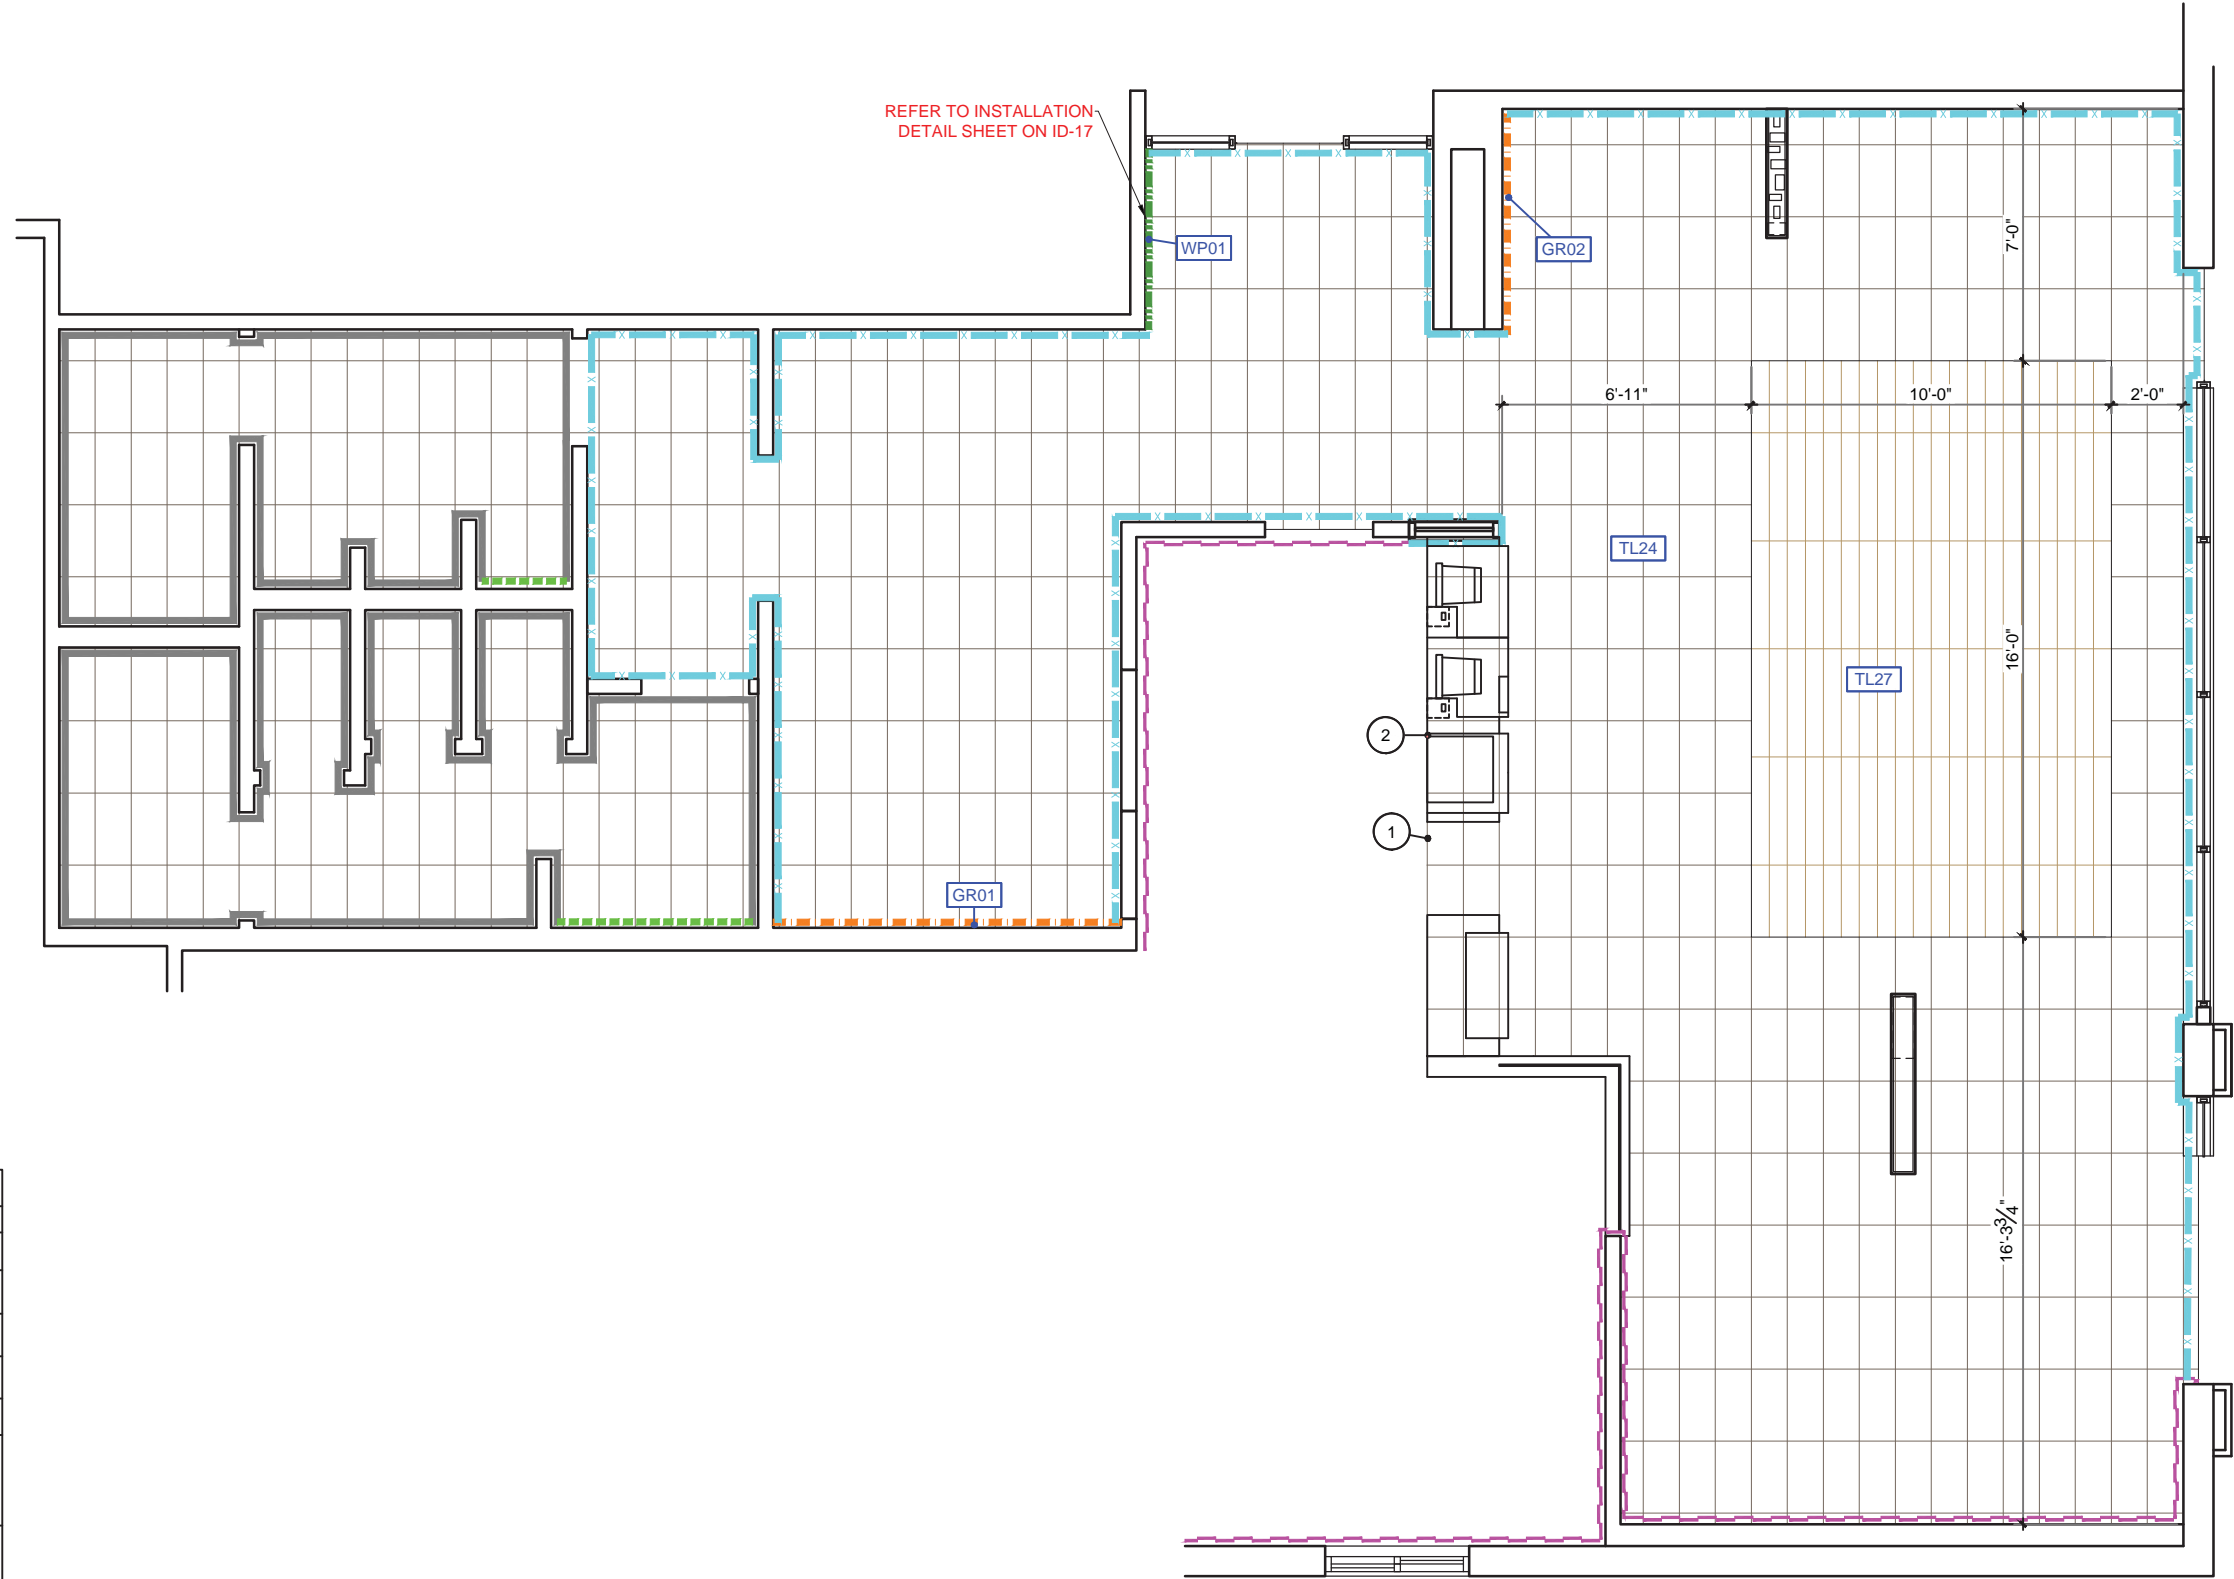 REFER TO INSTALLATION
DETAIL SHEET ON ID-17
WP01
GR02
7'-0"
6'-11"
10'-0"
2'-0"
TL24
16'-0"
TL27
2
1
GR01
16'-3¾"